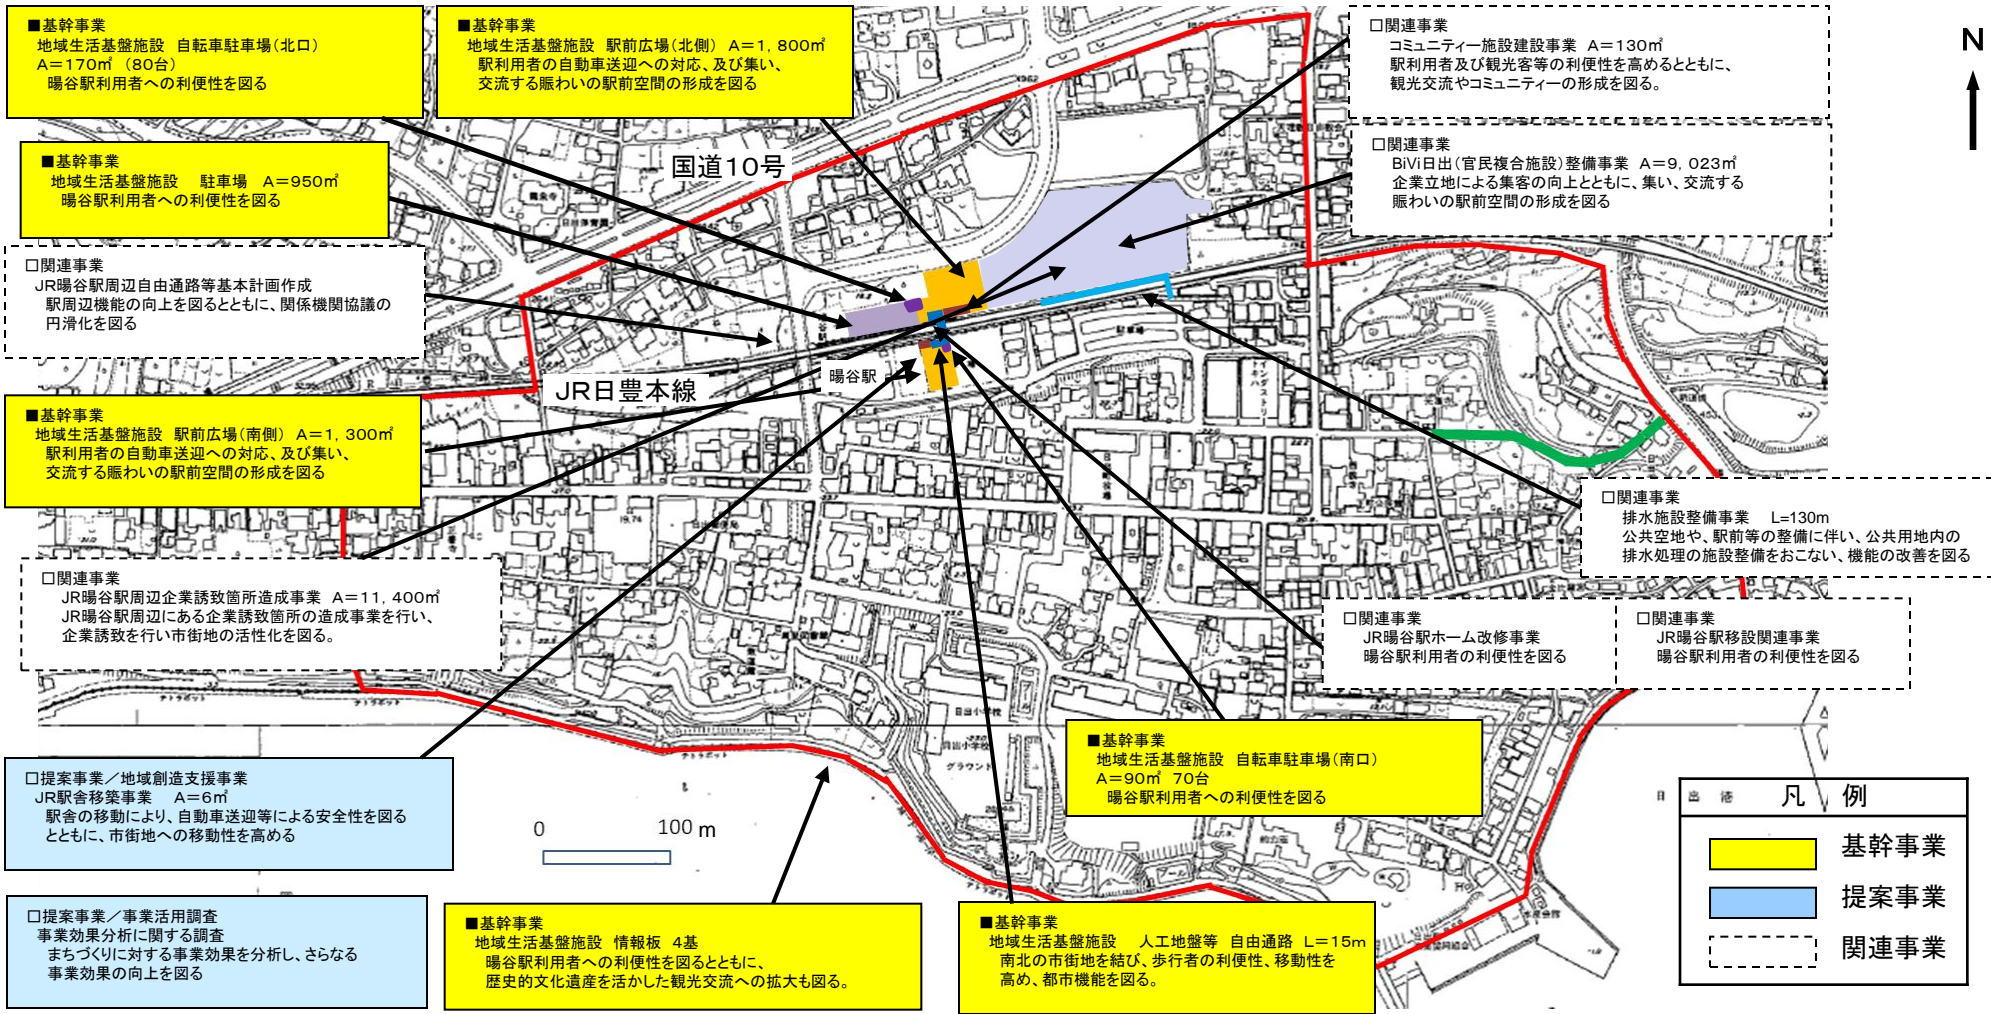 ■基幹事業
地域生活基盤施設 自転車駐車場(北口)
A=170㎡ (80台)
暘谷駅利用者への利便性を図る
■基幹事業
地域生活基盤施設 駅前広場(北側) A=1,800㎡
駅利用者の自動車送迎への対応、及び集い、
交流する賑わいの駅前空間の形成を図る
□関連事業
コミュニティー施設建設事業 A=130㎡
駅利用者及び観光客等の利便性を高めるとともに、
観光交流やコミュニティーの形成を図る。
N
■基幹事業
地域生活基盤施設 駐車場 A=950㎡
暘谷駅利用者への利便性を図る
国道10号
□関連事業
BiVi日出(官民複合施設)整備事業 A=9,023㎡
企業立地による集客の向上とともに、集い、交流する
賑わいの駅前空間の形成を図る
□関連事業
JR暘谷駅周辺自由通路等基本計画作成
駅周辺機能の向上を図るとともに、関係機関協議の
円滑化を図る
JR日豊本線
暘谷駅
■基幹事業
地域生活基盤施設 駅前広場(南側) A=1,300㎡
駅利用者の自動車送迎への対応、及び集い、
交流する賑わいの駅前空間の形成を図る
□関連事業
排水施設整備事業 L=130m
公共空地や、駅前等の整備に伴い、公共用地内の
排水処理の施設整備をおこない、機能の改善を図る
□関連事業
JR暘谷駅周辺企業誘致箇所造成事業 A=11,400㎡
JR暘谷駅周辺にある企業誘致箇所の造成事業を行い、
企業誘致を行い市街地の活性化を図る。
□関連事業
JR暘谷駅ホーム改修事業
暘谷駅利用者の利便性を図る
□関連事業
JR暘谷駅移設関連事業
暘谷駅利用者の利便性を図る
テトラポット
テトラポット
テトラポット
日出小学校
日出小学校
グラウンド
■基幹事業
地域生活基盤施設 自転車駐車場(南口)
A=90㎡ 70台
暘谷駅利用者への利便性を図る
□提案事業/地域創造支援事業
JR駅舎移築事業 A=6㎡
駅舎の移動により、自動車送迎等による安全性を図る
とともに、市街地への移動性を高める
0 100 m
日出港
凡 例
基幹事業
提案事業
関連事業
□提案事業/事業活用調査
事業効果分析に関する調査
まちづくりに対する事業効果を分析し、さらなる
事業効果の向上を図る
■基幹事業
地域生活基盤施設 情報板 4基
暘谷駅利用者への利便性を図るとともに、
歴史的文化遺産を活かした観光交流への拡大も図る。
■基幹事業
地域生活基盤施設 人工地盤等 自由通路 L=15m
南北の市街地を結び、歩行者の利便性、移動性を
高め、都市機能を図る。